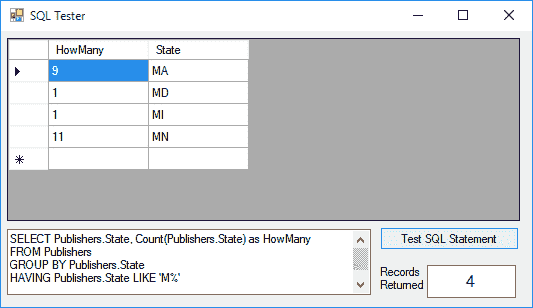 SQL Tester
HowMany State
9 MA
1 MD
1 MI
11 MN
SELECT Publishers.State, Count(Publishers.State) as HowMany
FROM Publishers
GROUP BY Publishers.State
HAVING Publishers.State LIKE 'M%'
Test SQL Statement
Records
Returned
4